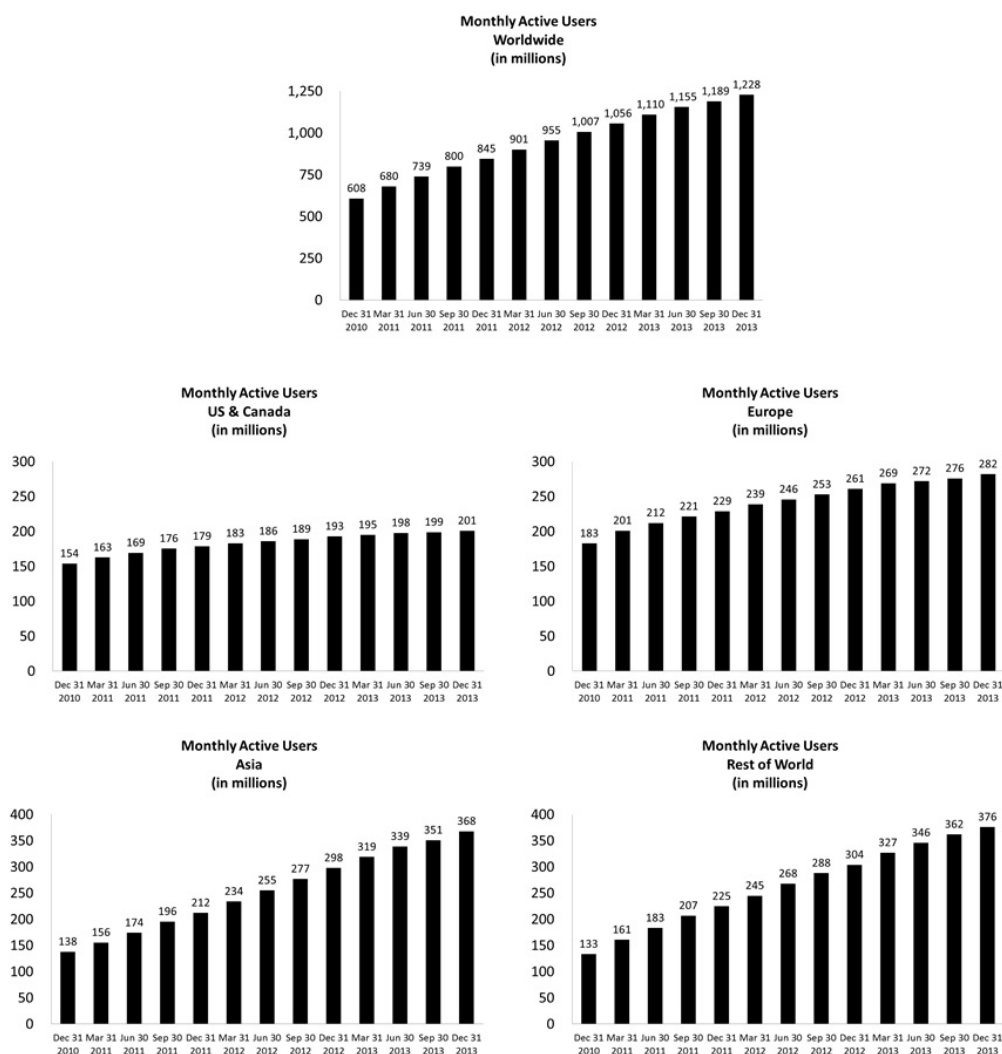 Monthly Active Users
Worldwide
(in millions)
1,250
1,000
750
500
250
0
608 680 739 800 845 901 955 1,007 1,056 1,110 1,155 1,189 1,228
Dec 31 Mar 31 Jun 30 Sep 30 Dec 31 Mar 31 Jun 30 Sep 30 Dec 31 Mar 31 Jun 30 Sep 30 Dec 31
2010 2011 2011 2011 2011 2012 2012 2012 2012 2013 2013 2013 2013
Monthly Active Users
US & Canada
(in millions)
300
250
200
150
100
50
0
154 163 169 176 179 183 186 189 193 195 198 199 201
Dec 31 Mar 31 Jun 30 Sep 30 Dec 31 Mar 31 Jun 30 Sep 30 Dec 31 Mar 31 Jun 30 Sep 30 Dec 31
2010 2011 2011 2011 2011 2012 2012 2012 2012 2013 2013 2013 2013
Monthly Active Users
Europe
(in millions)
300
250
200
150
100
50
0
183 201 212 221 229 239 246 253 261 269 272 276 282
Dec 31 Mar 31 Jun 30 Sep 30 Dec 31 Mar 31 Jun 30 Sep 30 Dec 31 Mar 31 Jun 30 Sep 30 Dec 31
2010 2011 2011 2011 2011 2012 2012 2012 2012 2013 2013 2013 2013
Monthly Active Users
Asia
(in millions)
400
350
300
250
200
150
100
50
0
138 156 174 196 212 234 255 277 298 319 339 351 368
Dec 31 Mar 31 Jun 30 Sep 30 Dec 31 Mar 31 Jun 30 Sep 30 Dec 31 Mar 31 Jun 30 Sep 30 Dec 31
2010 2011 2011 2011 2011 2012 2012 2012 2012 2013 2013 2013 2013
Monthly Active Users
Rest of World
(in millions)
400
350
300
250
200
150
100
50
0
133 161 183 207 225 245 268 288 304 327 346 362 376
Dec 31 Mar 31 Jun 30 Sep 30 Dec 31 Mar 31 Jun 30 Sep 30 Dec 31 Mar 31 Jun 30 Sep 30 Dec 31
2010 2011 2011 2011 2011 2012 2012 2012 2012 2013 2013 2013 2013